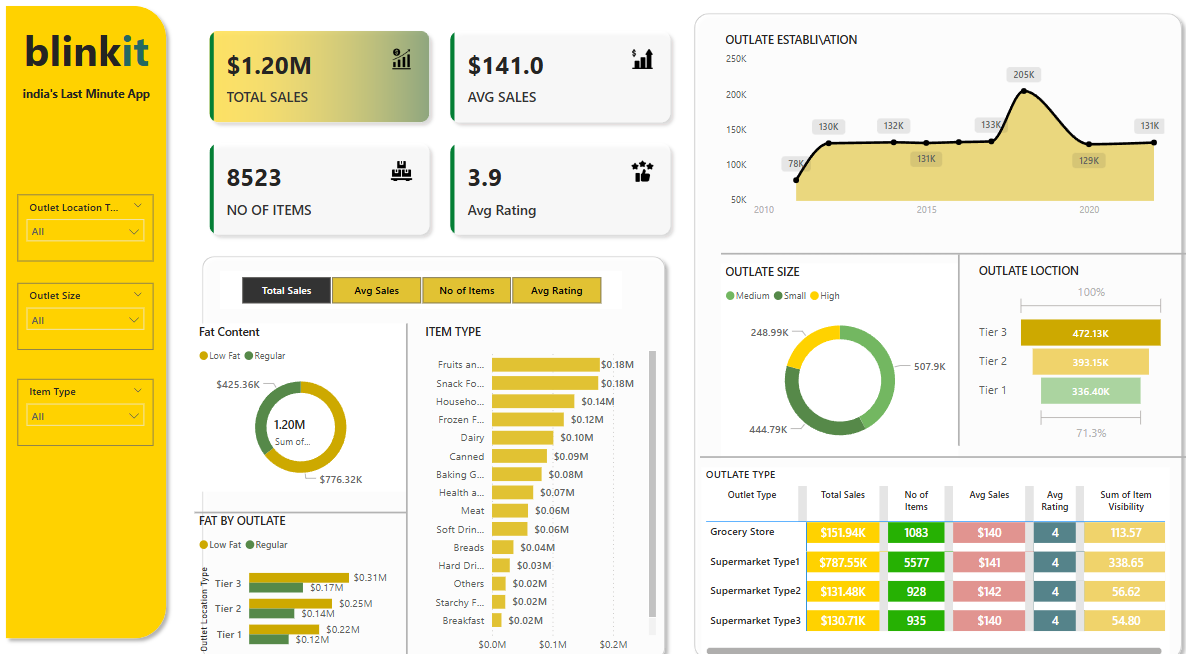 blinkit
india's Last Minute App
Outlet Location T...
All
Outlet Size
All
Item Type
All
$1.20M
TOTAL SALES
$141.0
AVG SALES
8523
NO OF ITEMS
3.9
Avg Rating
Total Sales
Avg Sales
No of Items
Avg Rating
Fat Content
Low Fat
Regular
$425.36K
1.20M
Sum of...
$776.32K
FAT BY OUTLATE
Low Fat
Regular
Outlet Location Type
Tier 3
$0.31M
$0.17M
Tier 2
$0.25M
$0.14M
Tier 1
$0.22M
$0.12M
ITEM TYPE
Fruits an... $0.18M
Snack Fo... $0.18M
Househo... $0.14M
Frozen F... $0.12M
Dairy $0.10M
Canned $0.09M
Baking G... $0.08M
Health a... $0.07M
Meat $0.06M
Soft Drin... $0.06M
Breads $0.04M
Hard Dri... $0.03M
Others $0.02M
Starchy F... $0.02M
Breakfast $0.02M
$0.0M $0.1M $0.2M
OUTLATE ESTABLI\ATION
250K
200K
150K
100K
50K
78K
130K
132K
131K
133K
205K
129K
131K
2010 2015 2020
OUTLATE SIZE
Medium Small High
248.99K
507.9K
444.79K
OUTLATE LOCTION
100%
Tier 3 472.13K
Tier 2 393.15K
Tier 1 336.40K
71.3%
OUTLATE TYPE
Outlet Type Total Sales No of Items Avg Sales Avg Rating Sum of Item Visibility
Grocery Store $151.94K 1083 $140 4 113.57
Supermarket Type1 $787.55K 5577 $141 4 338.65
Supermarket Type2 $131.48K 928 $142 4 56.62
Supermarket Type3 $130.71K 935 $140 4 54.80